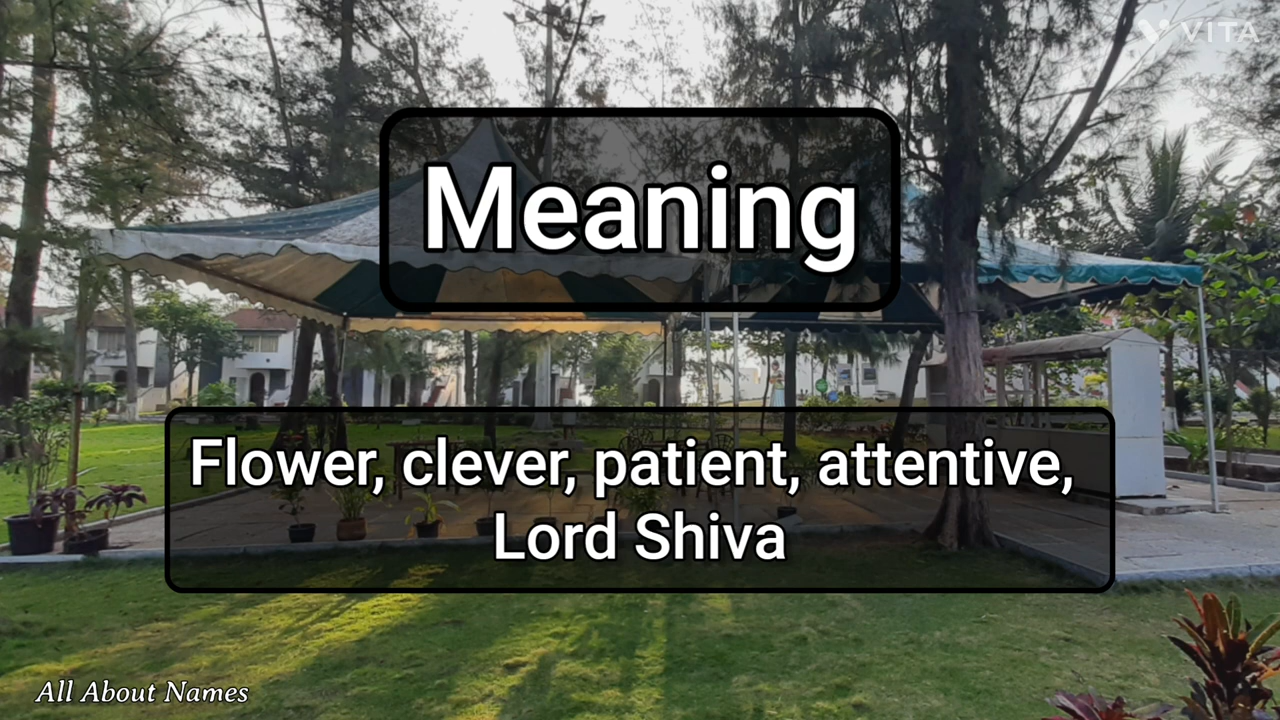 VITA
Meaning
Flower, clever, patient, attentive,
Lord Shiva
All About Names